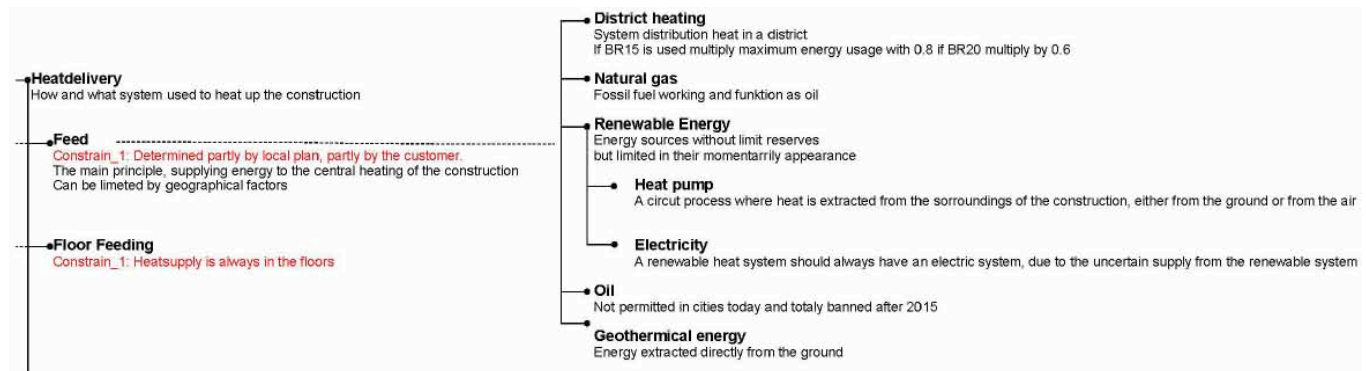 Heatdelivery
How and what system used to heat up the construction
Feed
Constrain_1: Determined partly by local plan, partly by the customer.
The main principle, supplying energy to the central heating of the construction
Can be limeted by geographical factors
Floor Feeding
Constrain_1: Heatsupply is always in the floors
District heating
System distribution heat in a district
If BR15 is used multiply maximum energy usage with 0.8 if BR20 multiply by 0.6
Natural gas
Fossil fuel working and funktion as oil
Renewable Energy
Energy sources without limit reserves
but limited in their momentarrily appearance
Heat pump
A circut process where heat is extracted from the sorroundings of the construction, either from the ground or from the air
Electricity
A renewable heat system should always have an electric system, due to the uncertain supply from the renewable system
Oil
Not permitted in cities today and totaly banned after 2015
Geothermical energy
Energy extracted directly from the ground